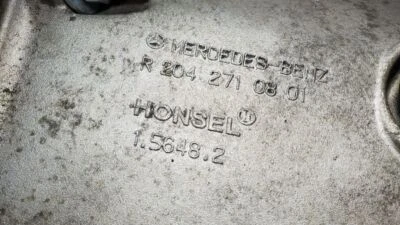 MERCEDES-BENZ
R 204 271 08 01
HONSEL
1.5648.2